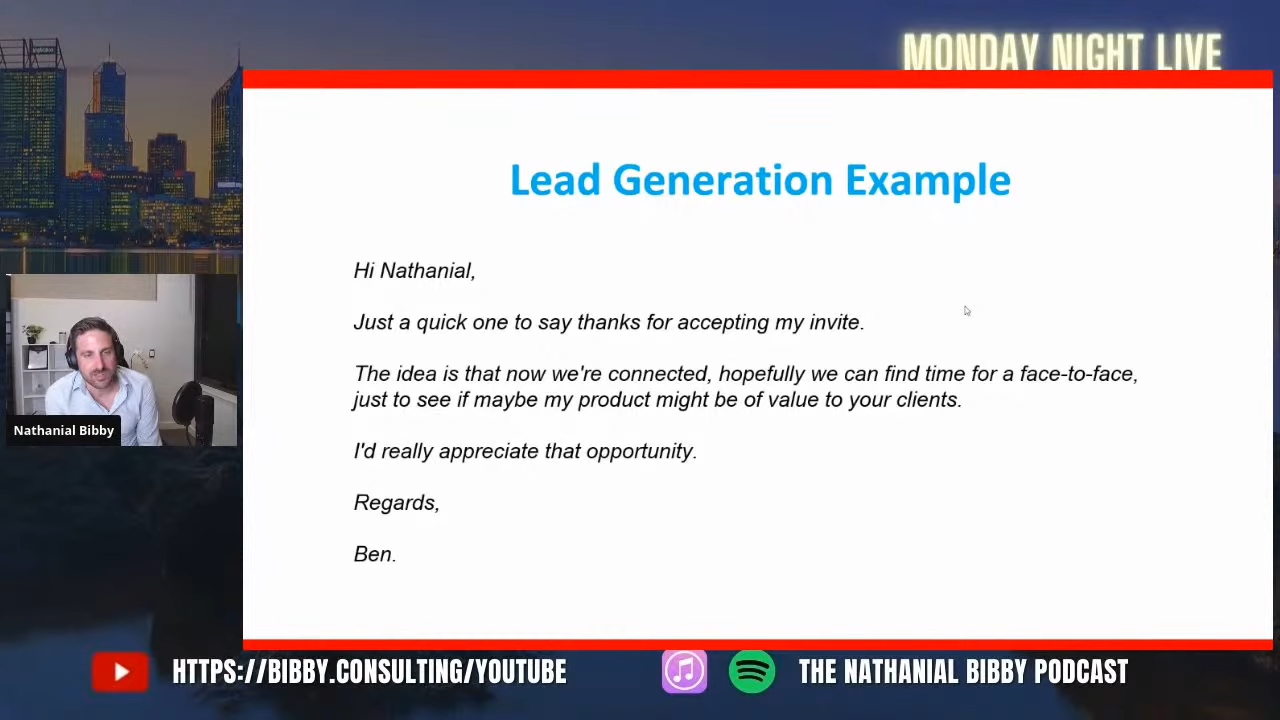 MONDAY NIGHT LIVE
Lead Generation Example
Hi Nathanial,
Just a quick one to say thanks for accepting my invite.
The idea is that now we're connected, hopefully we can find time for a face-to-face,
just to see if maybe my product might be of value to your clients.
I'd really appreciate that opportunity.
Regards,
Ben.
Nathanial Bibby
HTTPS://BIBBY.CONSULTING/YOUTUBE
THE NATHANIAL BIBBY PODCAST